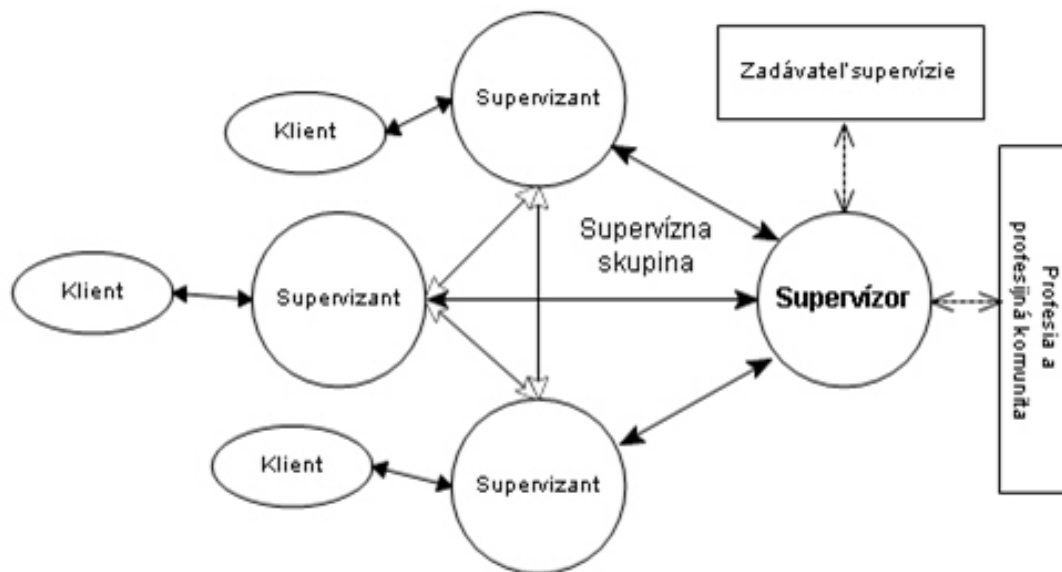 Supervizant
Zadávateľ supervízie
Klient
Supervízna
skupina
Klient
Supervizant
Supervízor
Profesia a
profesijná komunita
Klient
Supervizant